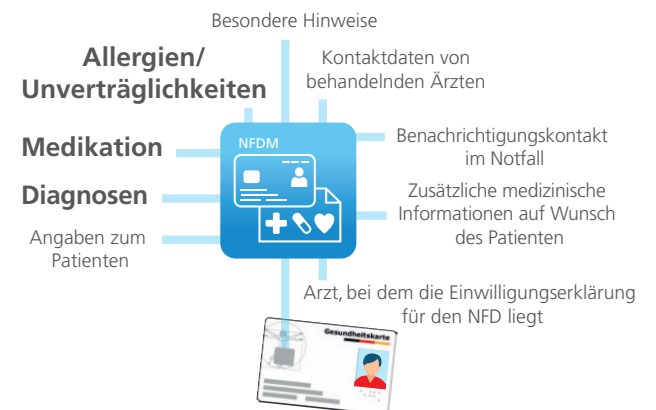 Besondere Hinweise
Allergien/
Unverträglichkeiten
Kontaktdaten von
behandelnden Ärzten
NFDM
Medikation
Benachrichtigungskontakt
im Notfall
Diagnosen
Zusätzliche medizinische
Informationen auf Wunsch
des Patienten
Angaben zum
Patienten
Arzt, bei dem die Einwilligungserklärung
für den NFD liegt
Gesundheitskarte